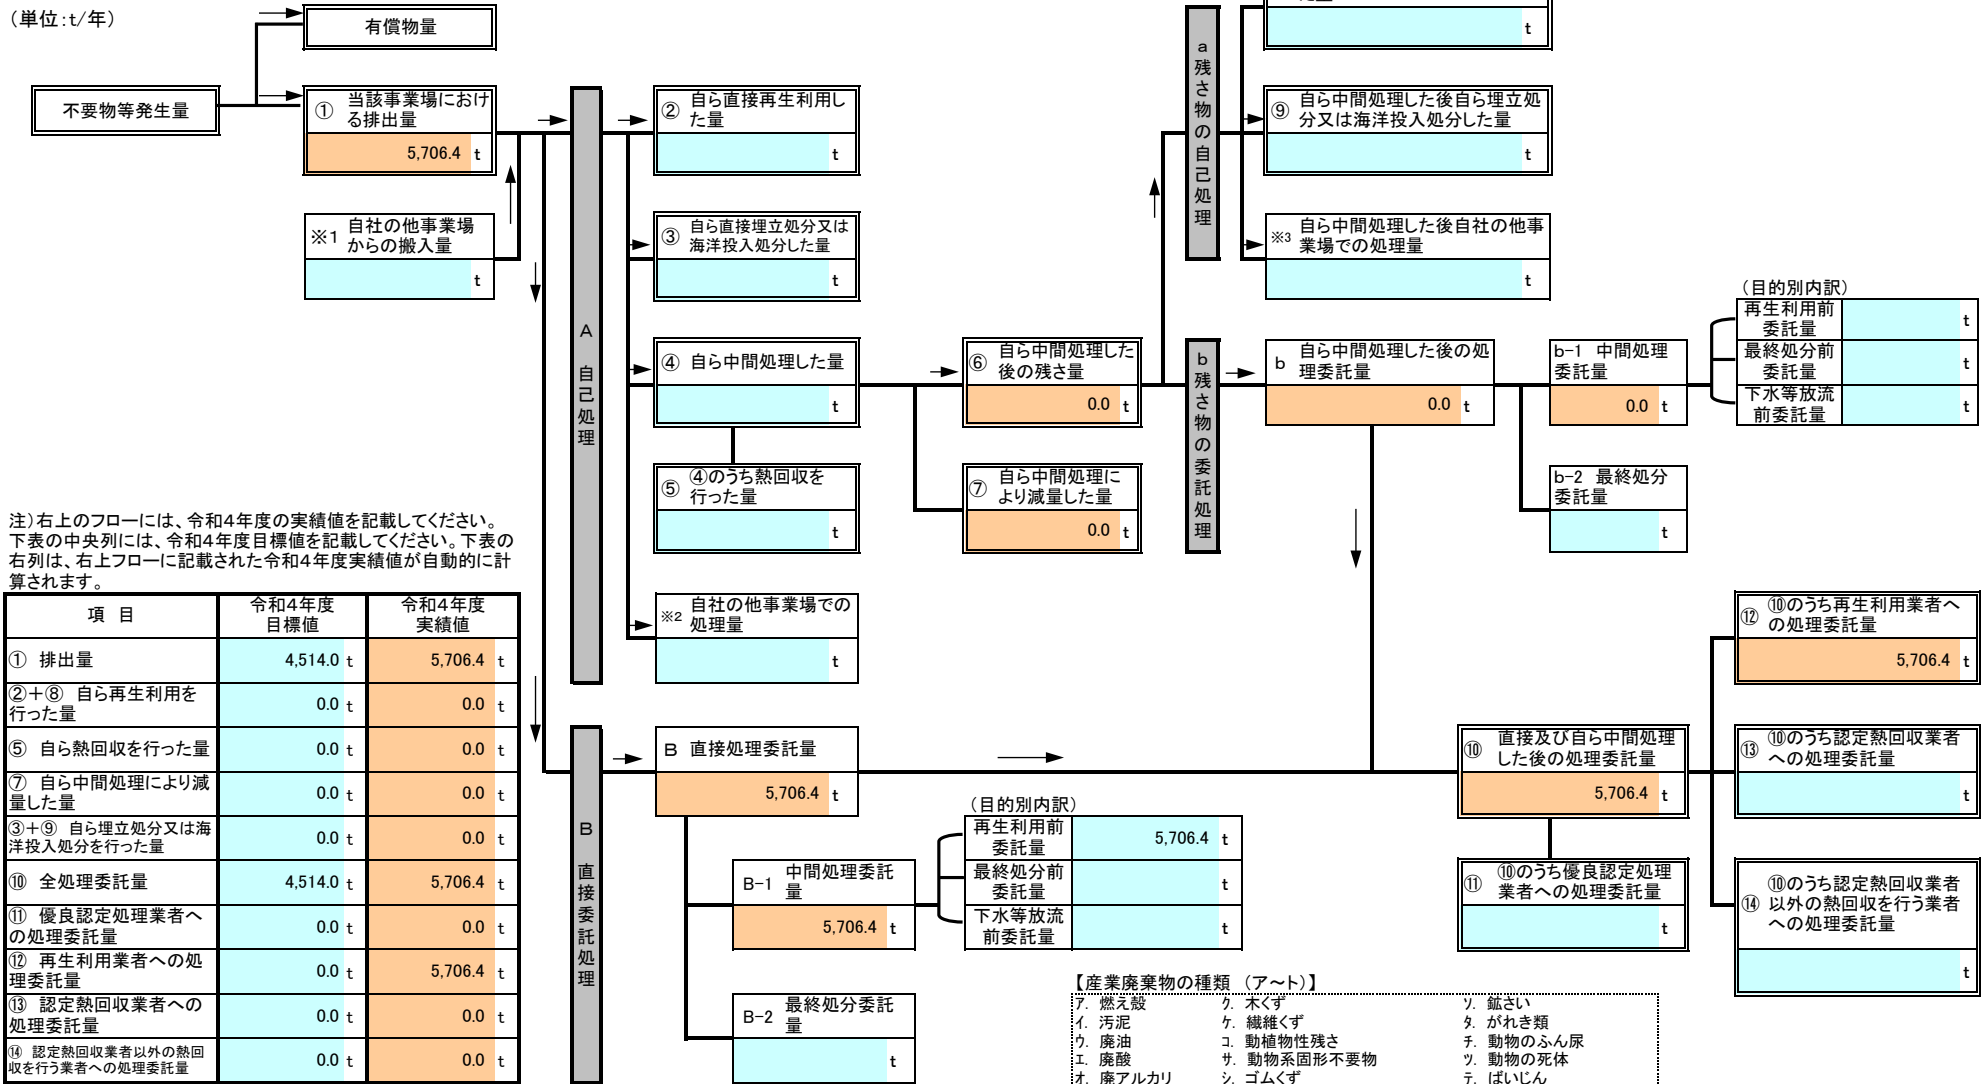 （単位：t/年）
有償物量
不要物等発生量
① 当該事業場におけ
る排出量
5,706.4 t
※1 自社の他事業場
からの搬入量
t
A 自己処理
② 自ら直接再生利用し
た量
t
③ 自ら直接埋立処分又は
海洋投入処分した量
t
④ 自ら中間処理した量
t
⑤ ④のうち熱回収を
行った量
t
※2 自社の他事業場での
処理量
t
⑥ 自ら中間処理した
後の残さ量
0.0 t
⑦ 自ら中間処理に
より減量した量
0.0 t
a残さ物の自己処理
t
⑨ 自ら中間処理した後自ら埋立処
分又は海洋投入処分した量
t
※3 自ら中間処理した後自社の他事
業場での処理量
t
b残さ物の委託処理
b 自ら中間処理した後の処
理委託量
0.0 t
b-1 中間処理
委託量
0.0 t
b-2 最終処分
委託量
t
（目的別内訳）
再生利用前
委託量
t
最終処分前
委託量
t
下水等放流
前委託量
t
注）右上のフローには、令和４年度の実績値を記載してください。
下表の中央列には、令和４年度目標値を記載してください。下表の
右列は、右上フローに記載された令和４年度実績値が自動的に計
算されます。
項 目 令和４年度
目標値 令和４年度
実績値
① 排出量 4,514.0 t 5,706.4 t
②＋⑧ 自ら再生利用を
行った量 0.0 t 0.0 t
⑤ 自ら熱回収を行った量 0.0 t 0.0 t
⑦ 自ら中間処理により減
量した量 0.0 t 0.0 t
③＋⑨ 自ら埋立処分又は海
洋投入処分を行った量 0.0 t 0.0 t
⑩ 全処理委託量 4,514.0 t 5,706.4 t
⑪ 優良認定処理業者へ
の処理委託量 0.0 t 0.0 t
⑫ 再生利用業者への処
理委託量 0.0 t 5,706.4 t
⑬ 認定熱回収業者への
処理委託量 0.0 t 0.0 t
⑭ 認定熱回収業者以外の熱回
収を行う業者への処理委託量 0.0 t 0.0 t
B 直接委託処理
B 直接処理委託量
5,706.4 t
B-1 中間処理委託
量
5,706.4 t
B-2 最終処分委託
量
t
（目的別内訳）
再生利用前
委託量
5,706.4 t
最終処分前
委託量
t
下水等放流
前委託量
t
⑩ 直接及び自ら中間処理
した後の処理委託量
5,706.4 t
⑪ ⑩のうち優良認定処理
業者への処理委託量
t
⑫ ⑩のうち再生利用業者へ
の処理委託量
5,706.4 t
⑬ ⑩のうち認定熱回収業者
への処理委託量
t
⑭ ⑩のうち認定熱回収業者
以外の熱回収を行う業者
への処理委託量
t
【産業廃棄物の種類 （ア～ト）】
ア. 燃え殻 ク. 木くず ソ. 鉱さい
イ. 汚泥 ケ. 繊維くず タ. がれき類
ウ. 廃油 コ. 動植物性残さ チ. 動物のふん尿
エ. 廃酸 サ. 動物系固形不要物 ツ. 動物の死体
オ. 廃アルカリ シ. ゴムくず テ. ばいじん